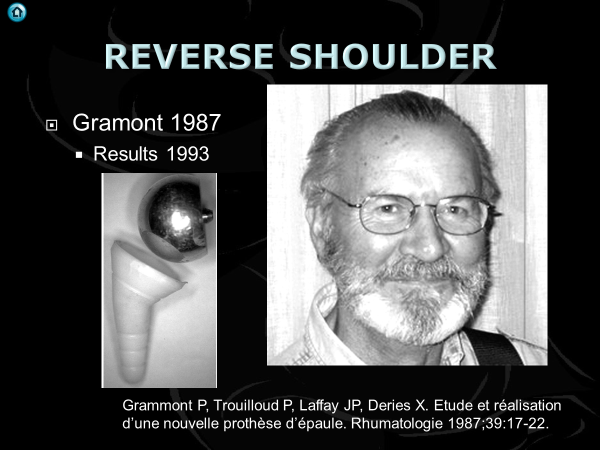 REVERSE SHOULDER
Gramont 1987
Results 1993
Grammont P, Trouilloud P, Laffay JP, Deries X. Etude et réalisation
d’une nouvelle prothèse d’épaule. Rhumatologie 1987;39:17-22.